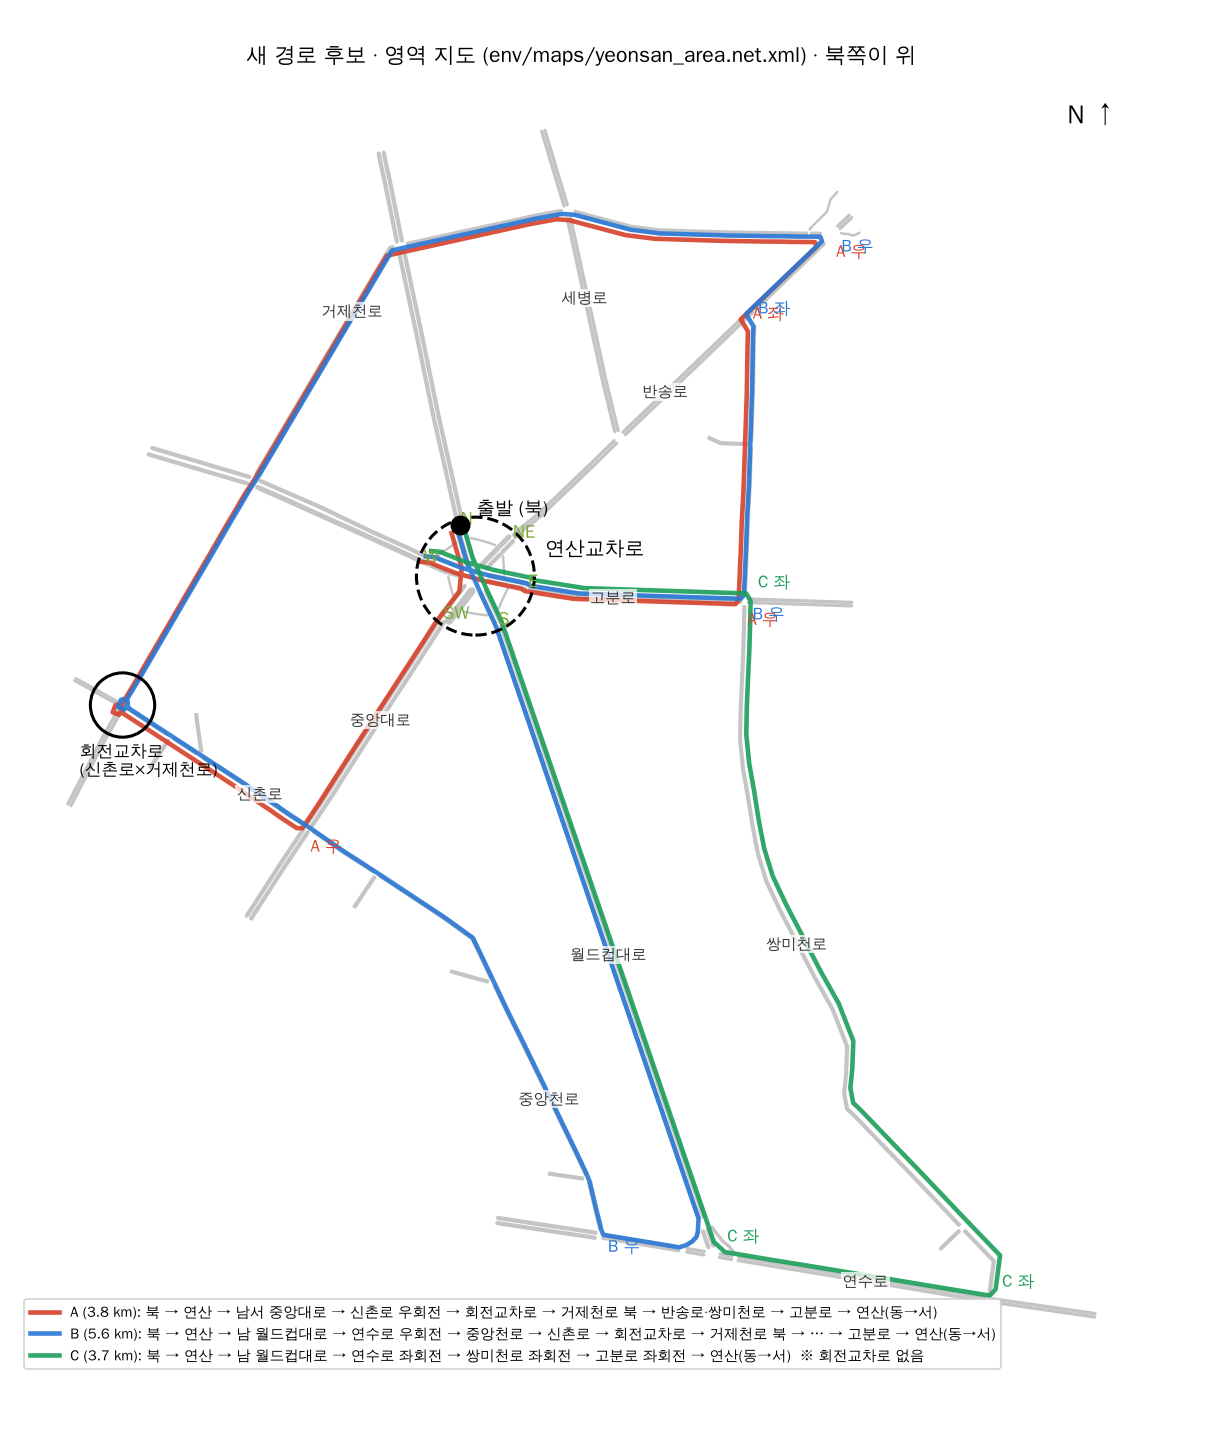 새 경로 후보 · 영역 지도 (env/maps/yeonsan_area.net.xml) · 북쪽이 위
N ↑
B 우
A 우
세병로
거제천로
B 좌
A 좌
반송로
출발 (북)
N
NE
연산교차로
W
E
C 좌
고분로
SW
S
B 우
A 우
중앙대로
회전교차로
(신촌로×거제천로)
신촌로
A 우
쌍미천로
월드컵대로
중앙천로
C 좌
B 우
연수로
C 좌
A (3.8 km): 북 → 연산 → 남서 중앙대로 → 신촌로 우회전 → 회전교차로 → 거제천로 북 → 반송로·쌍미천로 → 고분로 → 연산(동→서)
B (5.6 km): 북 → 연산 → 남 월드컵대로 → 연수로 우회전 → 중앙천로 → 신촌로 → 회전교차로 → 거제천로 북 → ··· → 고분로 → 연산(동→서)
C (3.7 km): 북 → 연산 → 남 월드컵대로 → 연수로 좌회전 → 쌍미천로 좌회전 → 고분로 좌회전 → 연산(동→서) ※ 회전교차로 없음